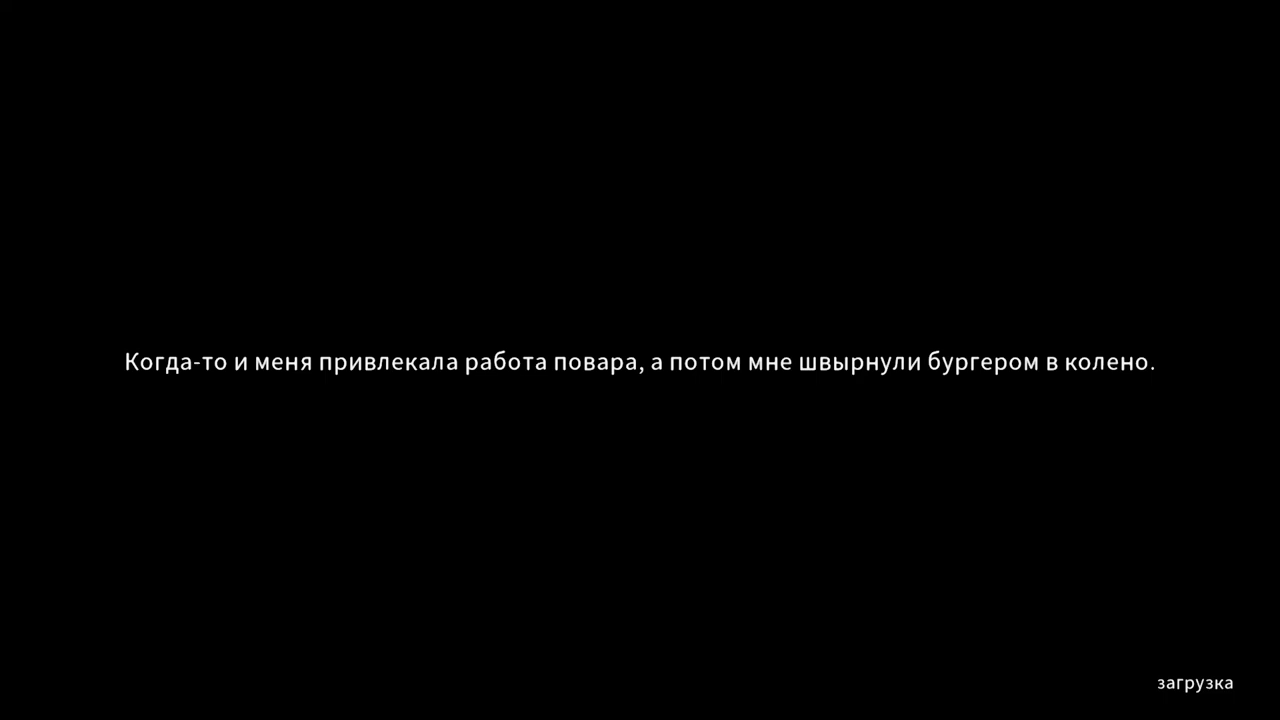 Когда-то и меня привлекала работа повара, а потом мне швырнули бургером в колено.
загрузка